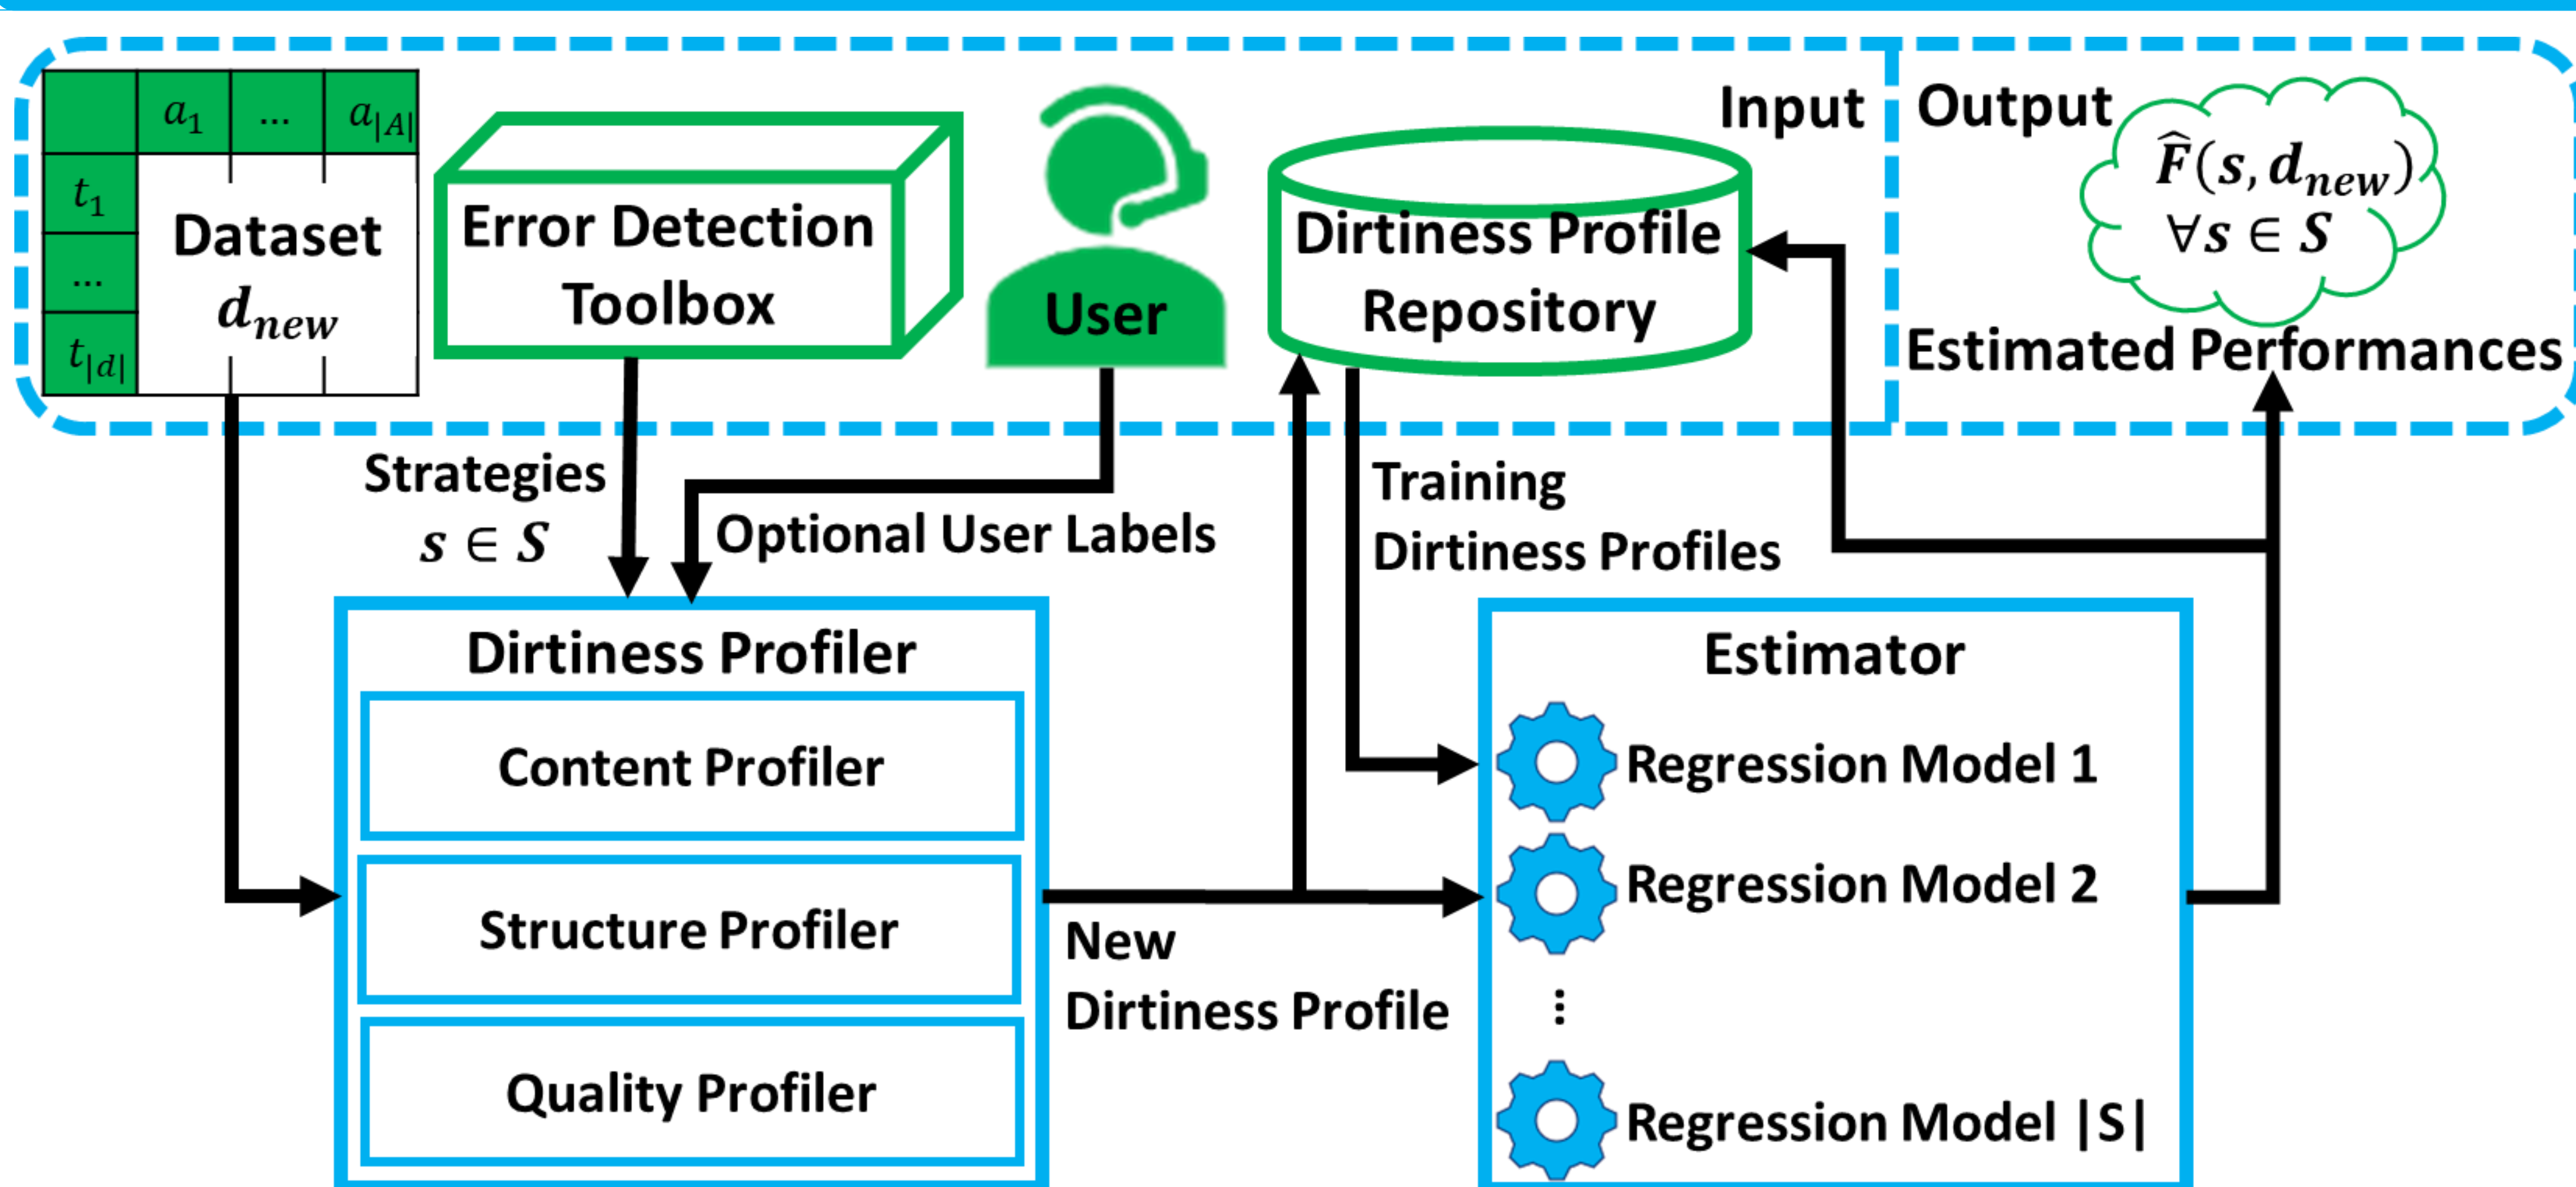 a₁ ... a|A|
t₁
...
t|d|
Dataset
d_new
Error Detection
Toolbox
User
Dirtiness Profile
Repository
Input
Output
F̂(s, d_new)
∀s ∈ S
Estimated Performances
Strategies
s ∈ S
Optional User Labels
Training
Dirtiness Profiles
Dirtiness Profiler
Content Profiler
Structure Profiler
Quality Profiler
New
Dirtiness Profile
Estimator
Regression Model 1
Regression Model 2
⋮
Regression Model |S|